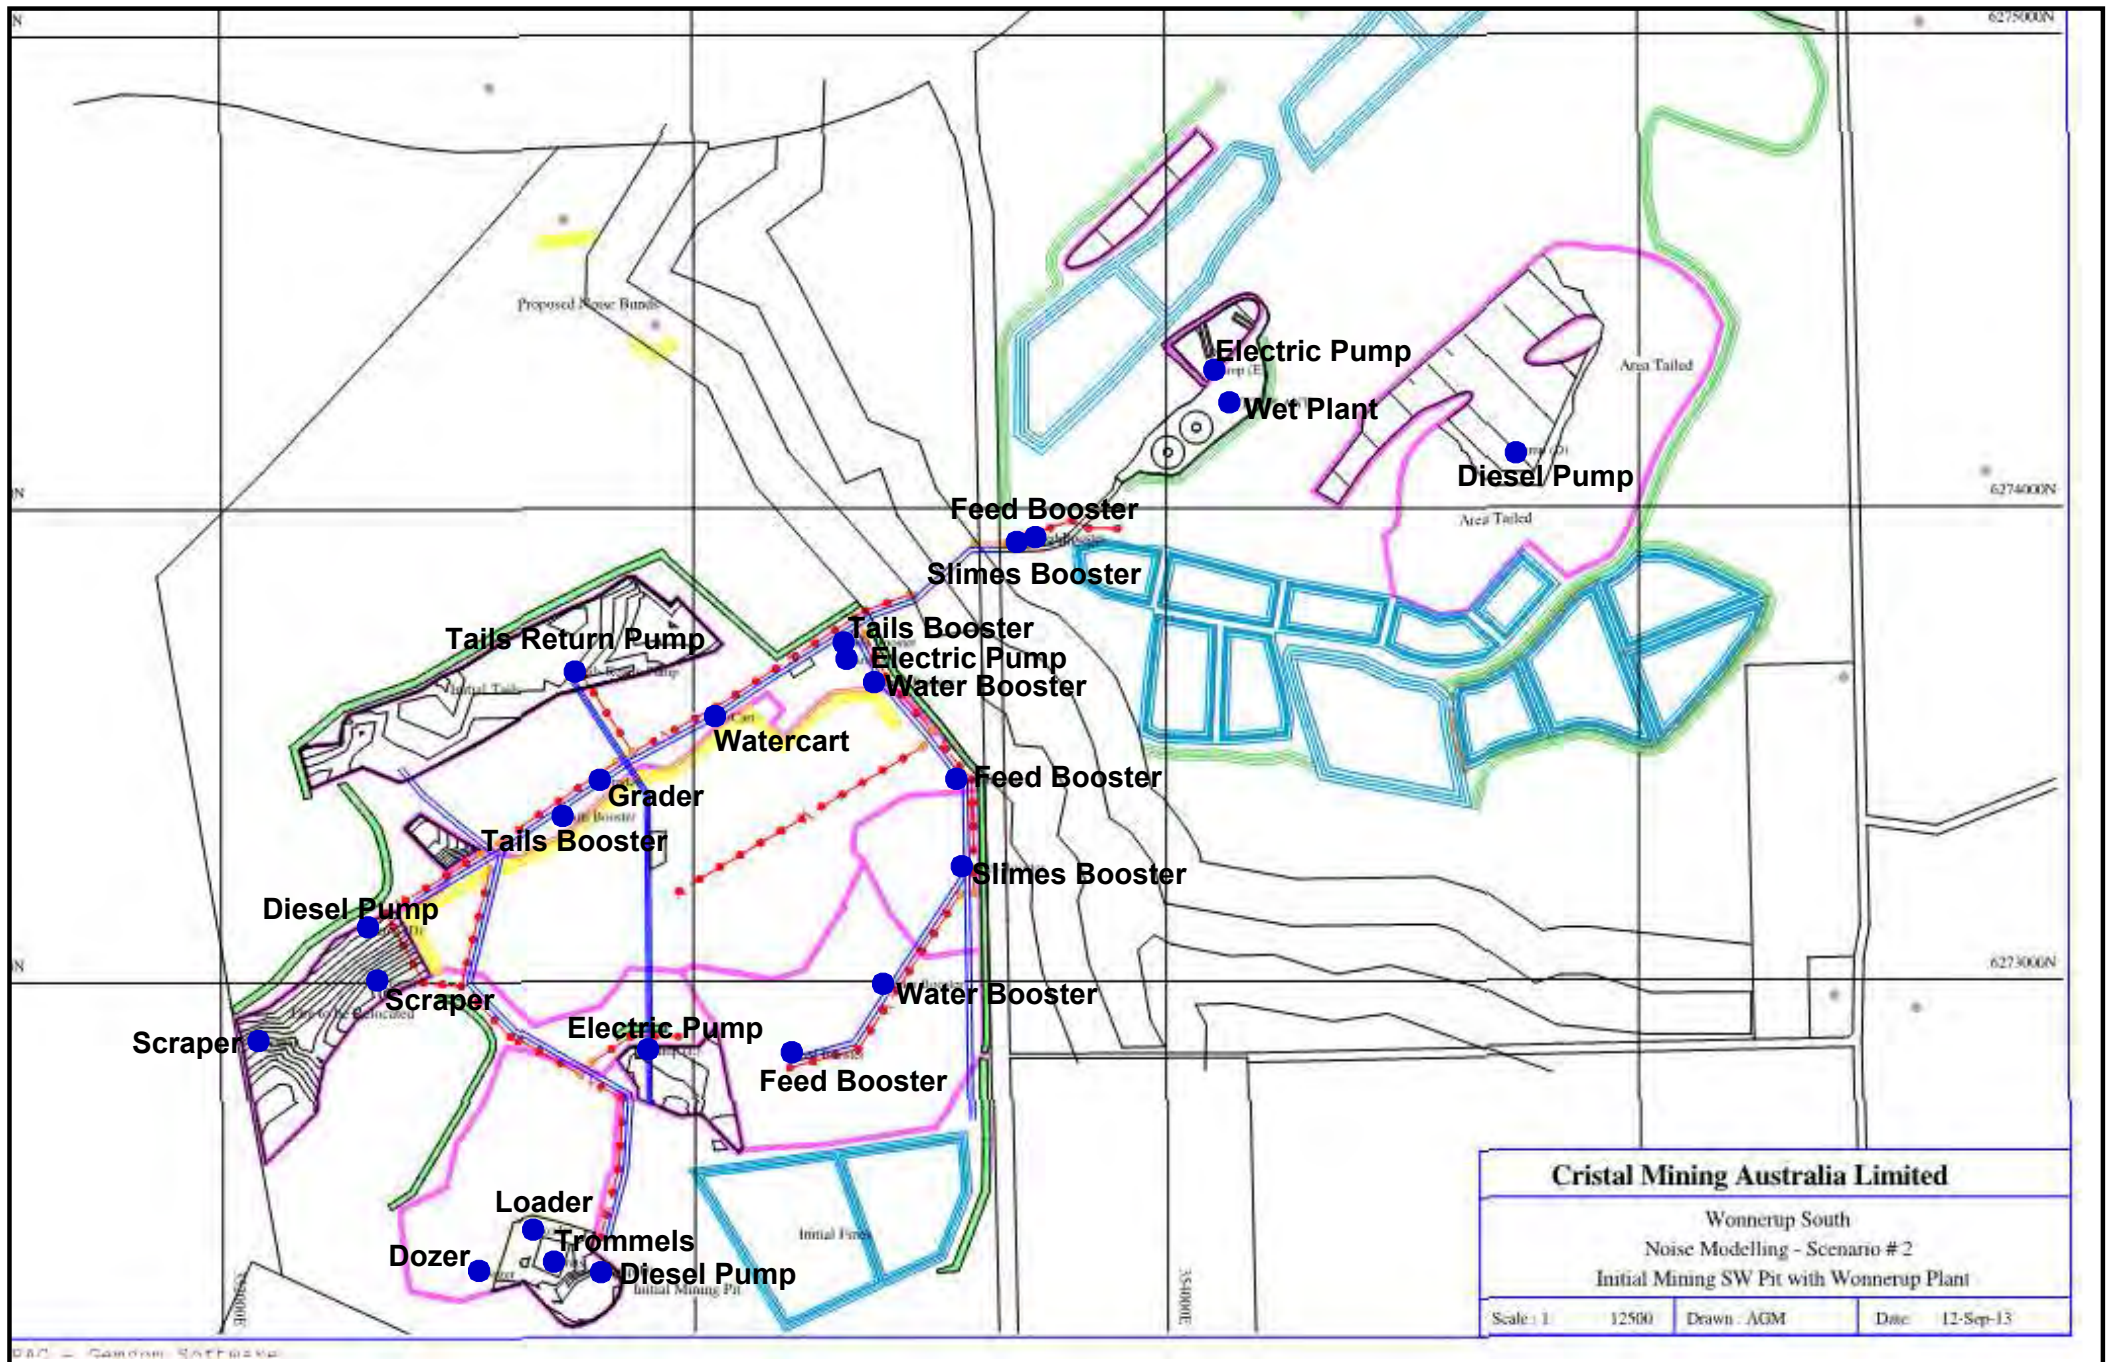 6275000N
Proposed Noise Bunds
Electric Pump
Area Tailed
Wet Plant
Diesel Pump
6274000N
Feed Booster
Area Tailed
Slimes Booster
Tails Booster
Tails Return Pump
Electric Pump
Water Booster
Initial Tails
Watercart
Feed Booster
Grader
Tails Booster
Slimes Booster
Diesel Pump
6273000N
Water Booster
Scraper
Electric Pump
Scraper
Feed Booster
Loader
Initial Fines
Trommels
Dozer
Diesel Pump
Initial Mining Pit
354000E
Cristal Mining Australia Limited
Wonnerup South
Noise Modelling - Scenario # 2
Initial Mining SW Pit with Wonnerup Plant
Scale : 1 12500 Drawn : AGM Date 12-Sep-13